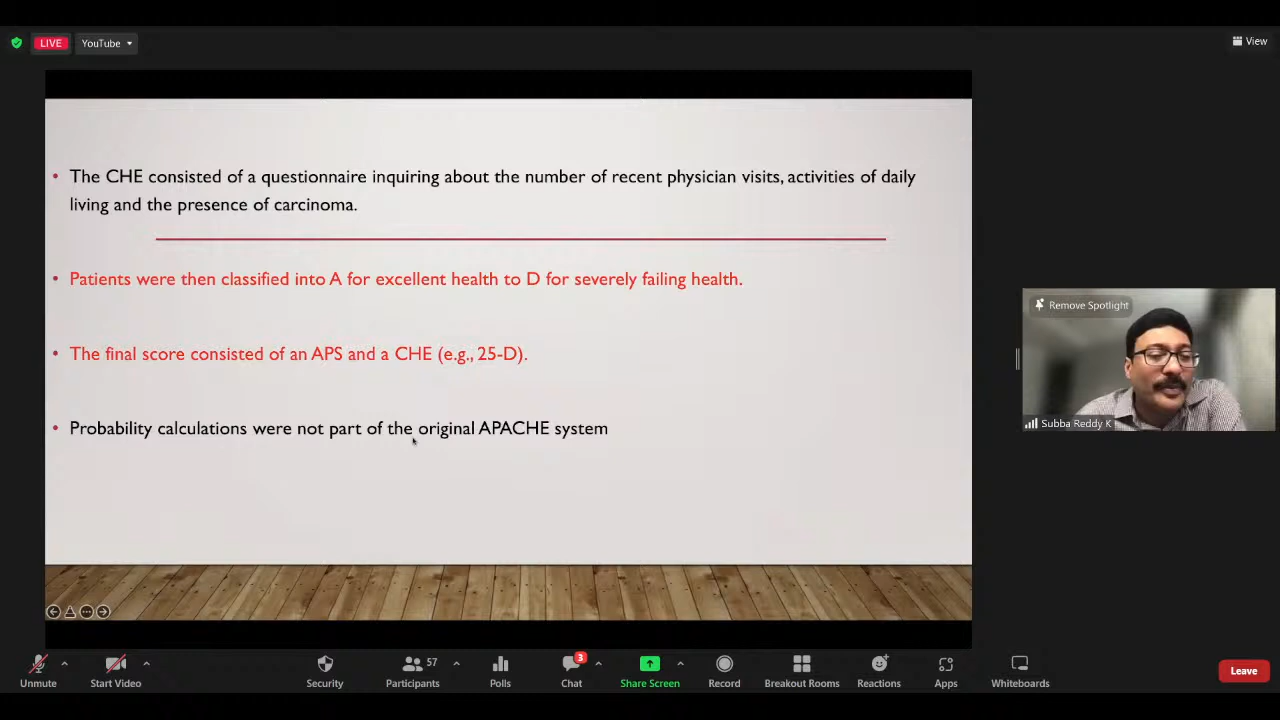 LIVE
YouTube
View
• The CHE consisted of a questionnaire inquiring about the number of recent physician visits, activities of daily
living and the presence of carcinoma.
• Patients were then classified into A for excellent health to D for severely failing health.
• The final score consisted of an APS and a CHE (e.g., 25-D).
• Probability calculations were not part of the original APACHE system
Remove Spotlight
Subba Reddy K
Unmute
Start Video
Security
57
Participants
Polls
3
Chat
Share Screen
Record
Breakout Rooms
Reactions
Apps
Whiteboards
Leave